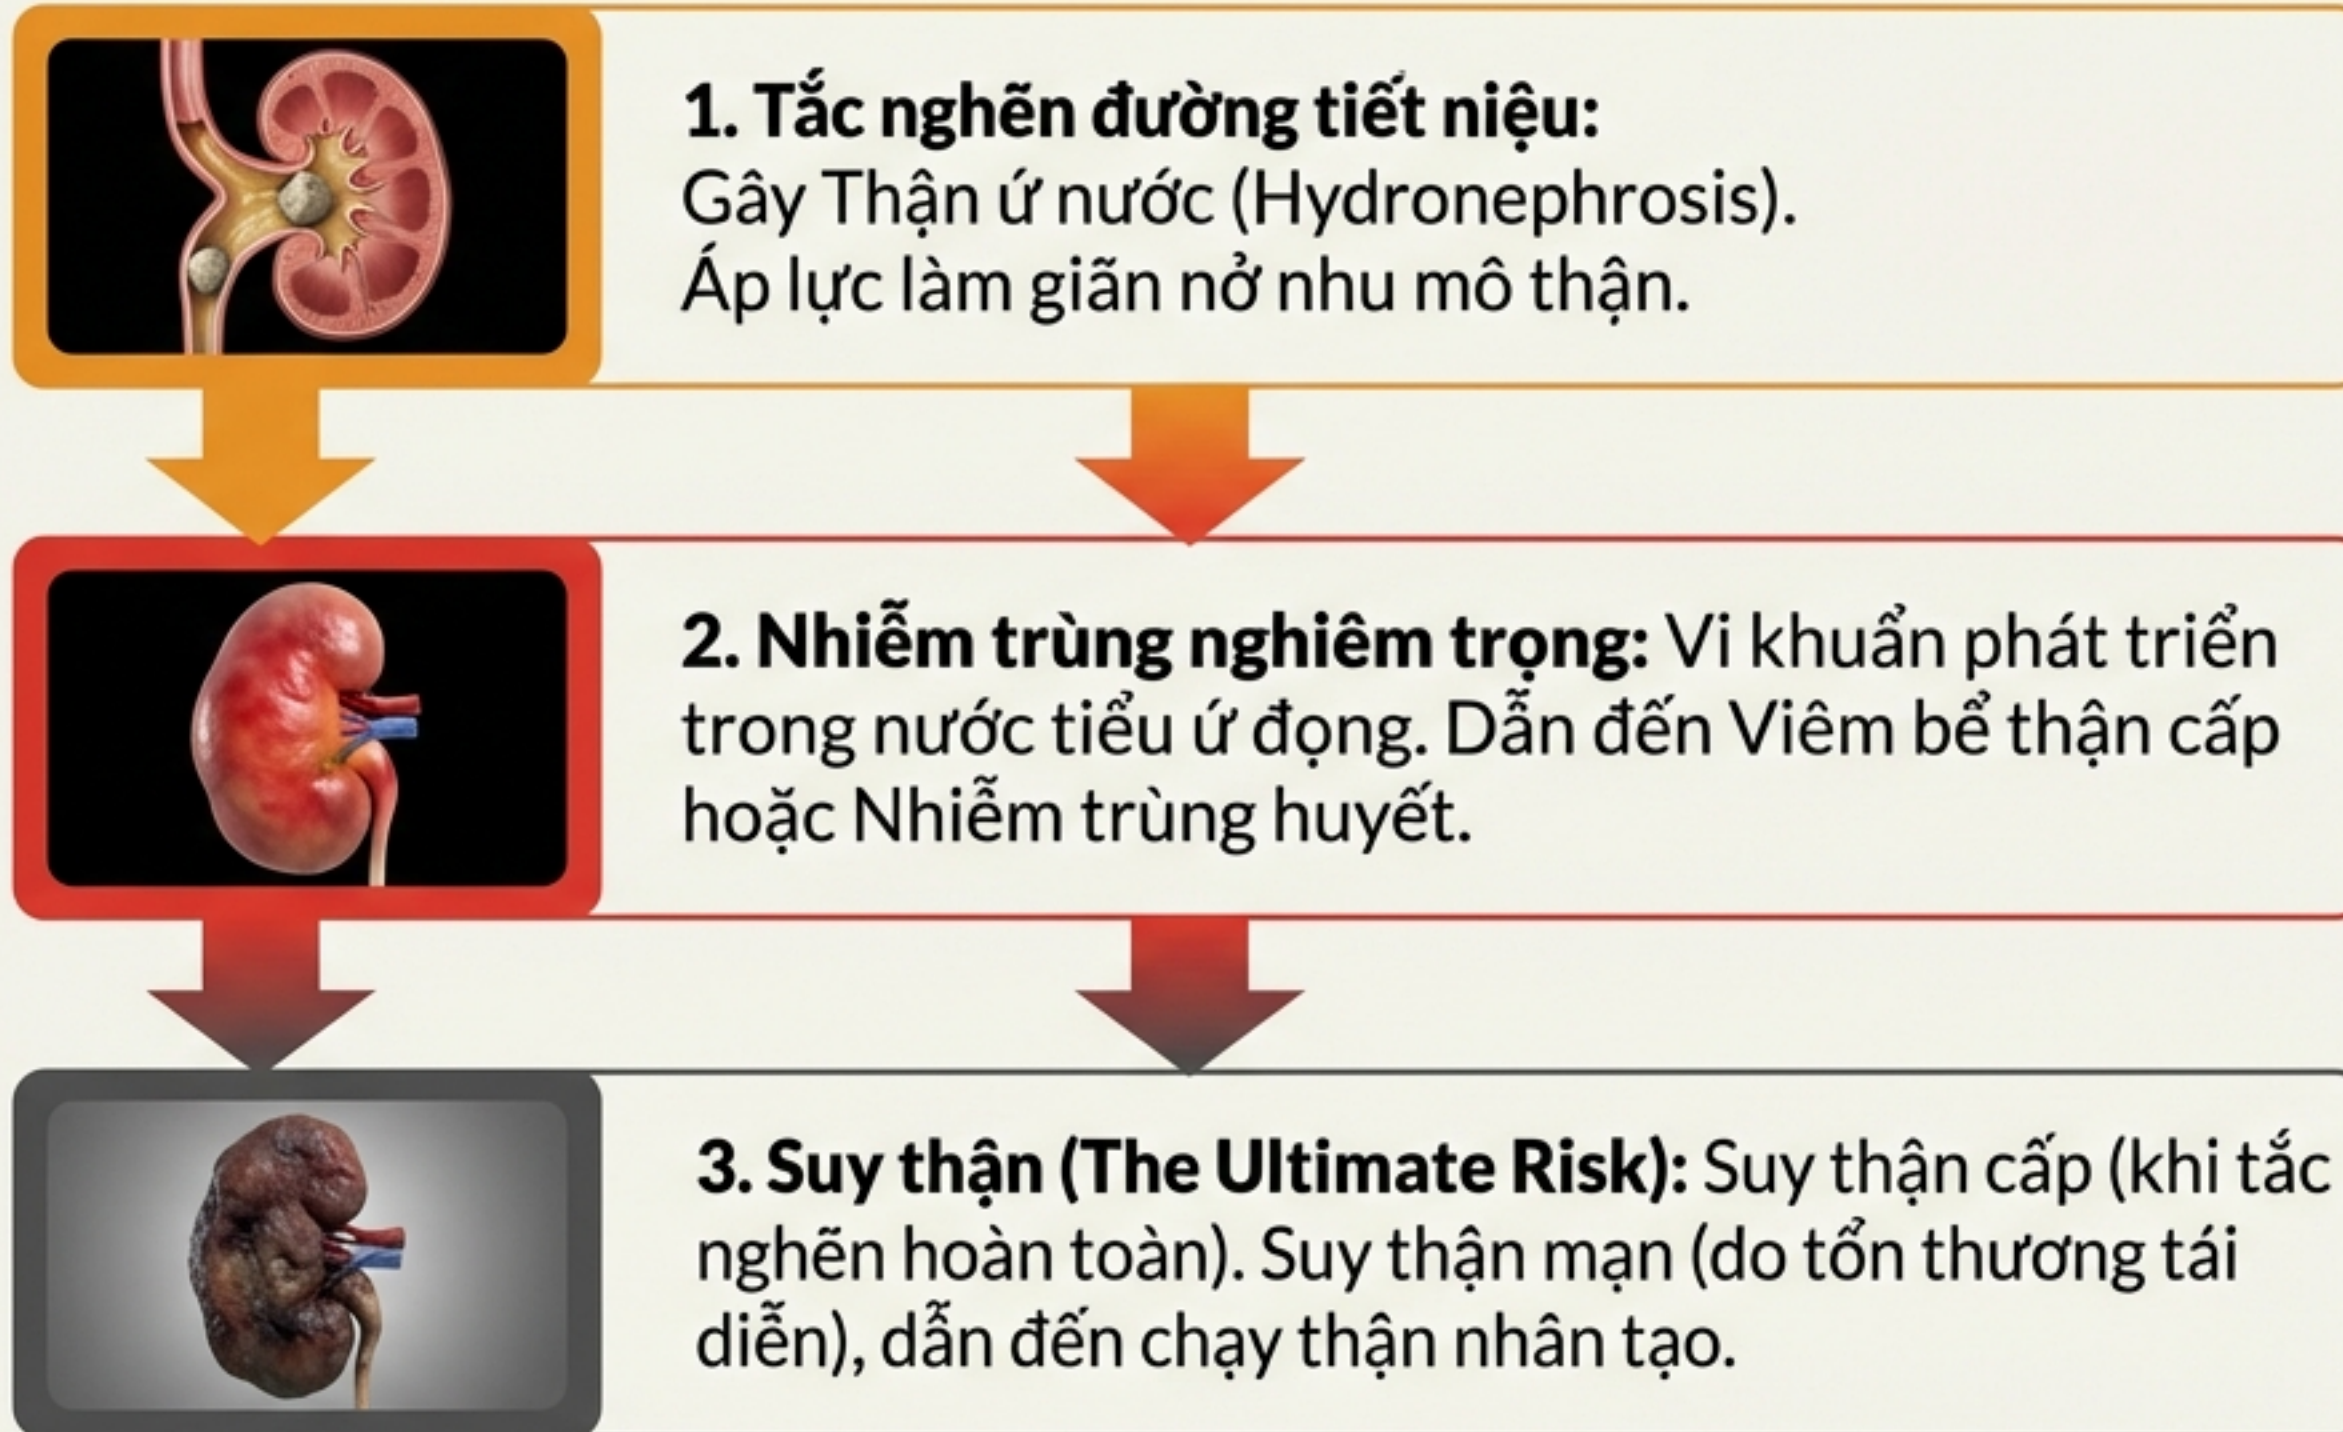 1. Tắc nghẽn đường tiết niệu:
Gây Thận ứ nước (Hydronephrosis).
Áp lực làm giãn nở nhu mô thận.
2. Nhiễm trùng nghiêm trọng: Vi khuẩn phát triển
trong nước tiểu ứ đọng. Dẫn đến Viêm bể thận cấp
hoặc Nhiễm trùng huyết.
3. Suy thận (The Ultimate Risk): Suy thận cấp (khi tắc
nghẽn hoàn toàn). Suy thận mạn (do tổn thương tái
diễn), dẫn đến chạy thận nhân tạo.